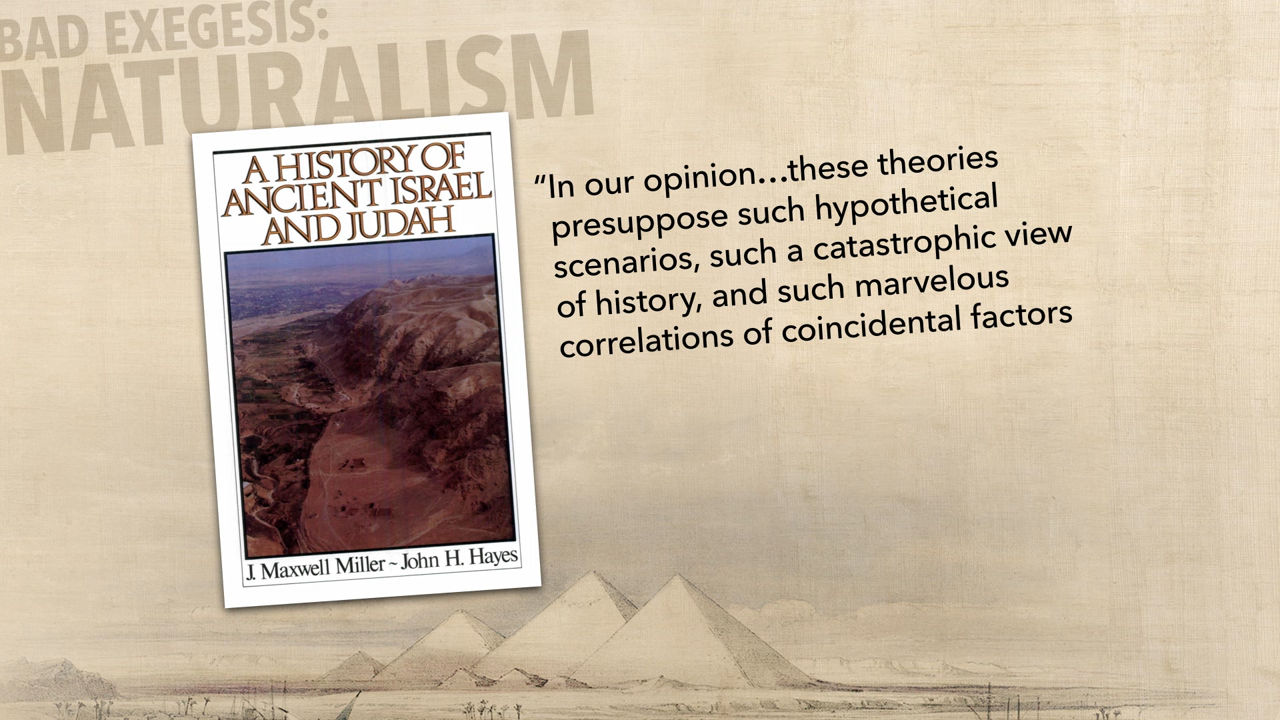 BAD EXEGESIS:
NATURALISM
A HISTORY OF
ANCIENT ISRAEL
AND JUDAH
J. Maxwell Miller ~ John H. Hayes
“In our opinion…these theories
presuppose such hypothetical
scenarios, such a catastrophic view
of history, and such marvelous
correlations of coincidental factors